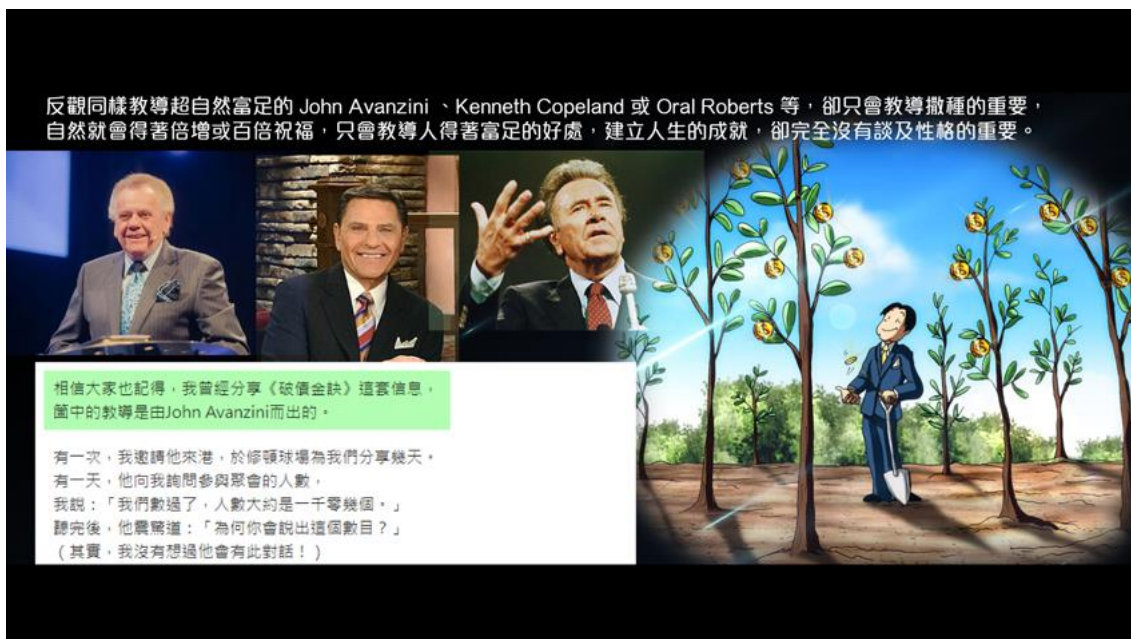 反觀同樣教導超自然富足的 John Avanzini 、Kenneth Copeland 或 Oral Roberts 等，卻只會教導撒種的重要，
自然就會得著倍增或百倍祝福，只會教導人得著富足的好處，建立人生的成就，卻完全沒有談及性格的重要。
相信大家也記得，我曾經分享《破債金訣》這套信息，
箇中的教導是由John Avanzini而出的。
有一次，我邀請他來港，於修頓球場為我們分享幾天。
有一天，他向我詢問參與聚會的人數，
我說：「我們數過了，人數大約是一千零幾個。」
聽完後，他震驚道：「為何你會說出這個數目？」
（其實，我沒有想過他會有此對話！）